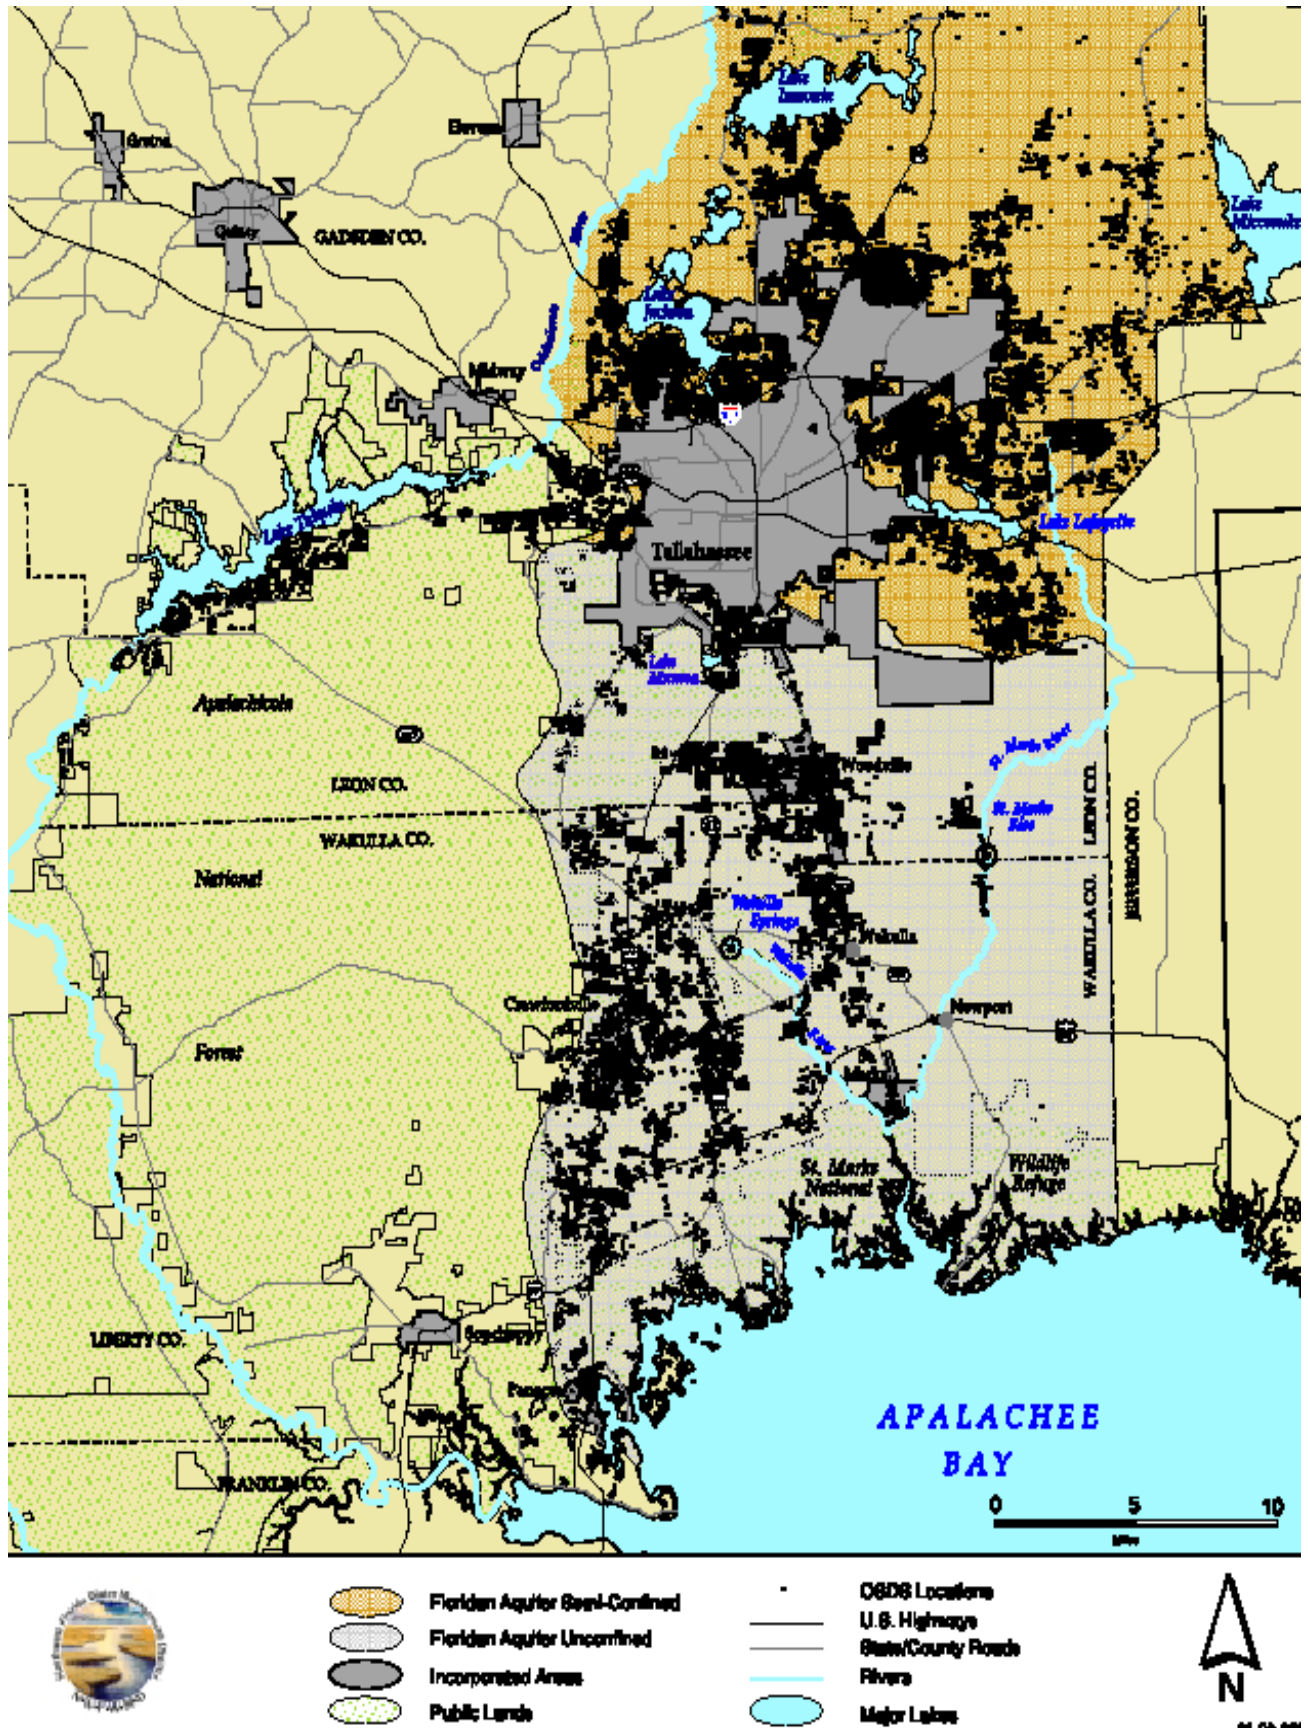 Lake
Iamonia
Gretna
Havana
Quincy
GADSDEN CO.
River
Lake
Miccosukee
Lake
Jackson
Ochlockonee
Midway
Lake Talquin
Lake Lafayette
Tallahassee
Lake
Munson
Apalachicola
St. Marks River
Woodville
LEON CO.
LEON CO.
St. Marks
Rise
WAKULLA CO.
JEFFERSON CO.
National
Wakulla
Springs
Wakulla
Wakulla
WAKULLA CO.
Crawfordville
Newport
River
Forest
St. Marks
National
Wildlife
Refuge
LIBERTY CO.
Sopchoppy
Panacea
APALACHEE
BAY
FRANKLIN CO.
0 5 10
Miles
Floridan Aquifer Semi-Confined
Floridan Aquifer Unconfined
Incorporated Areas
Public Lands
OSDS Locations
U.S. Highways
State/County Roads
Rivers
Major Lakes
N